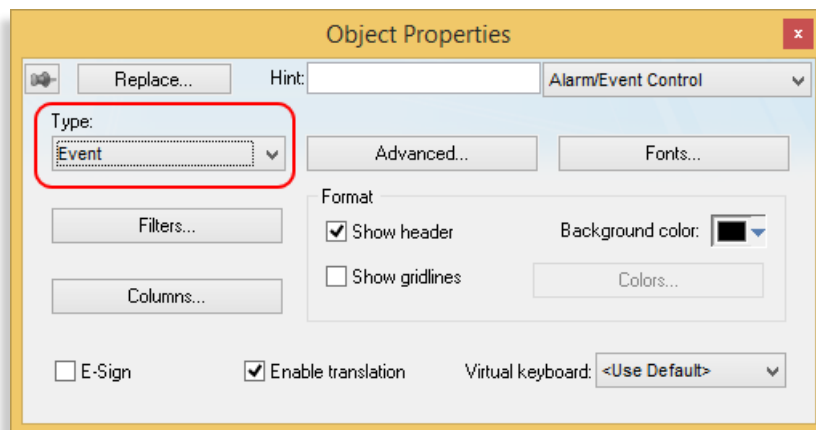 Object Properties
x
Replace... Hint: Alarm/Event Control
Type:
Event Advanced... Fonts...
Format
Filters... Show header Background color:
Show gridlines Colors...
Columns...
E-Sign Enable translation Virtual keyboard: <Use Default>